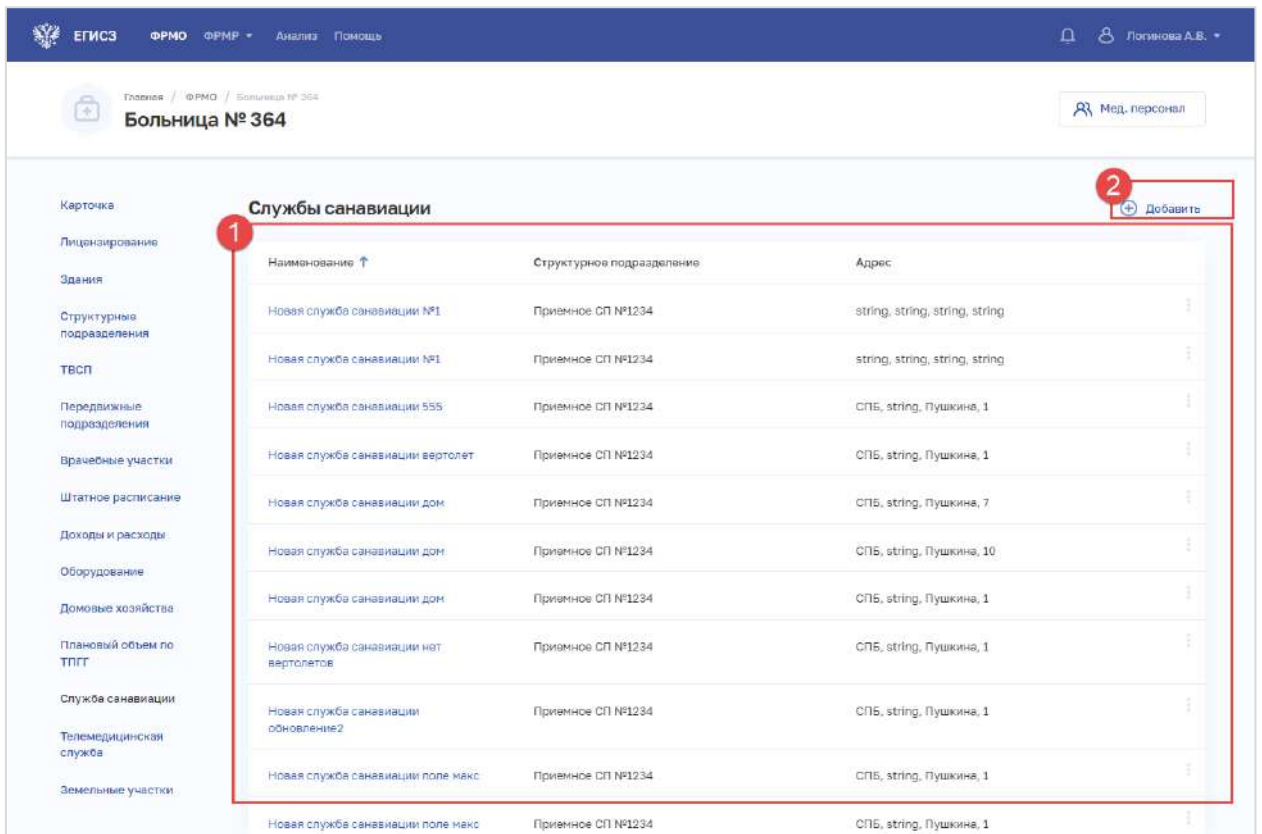 ЕГИСЗ ФРМО ФРМР Анализ Помощь Логинова А.В.
Главная / ФРМО / Больница № 364
Больница № 364
Мед. персонал
Карточка
Лицензирование
Здания
Структурные
подразделения
ТВСП
Передвижные
подразделения
Врачебные участки
Штатное расписание
Доходы и расходы
Оборудование
Домовые хозяйства
Плановый объем по
ТПГГ
Служба санавиации
Телемедицинская
служба
Земельные участки
Службы санавиации
2
Добавить
1
Наименование ↑ Структурное подразделение Адрес
Новая служба санавиации №1 Приемное СП №1234 string, string, string, string
Новая служба санавиации №1 Приемное СП №1234 string, string, string, string
Новая служба санавиации 555 Приемное СП №1234 СПБ, string, Пушкина, 1
Новая служба санавиации вертолет Приемное СП №1234 СПБ, string, Пушкина, 1
Новая служба санавиации дом Приемное СП №1234 СПБ, string, Пушкина, 7
Новая служба санавиации дом Приемное СП №1234 СПБ, string, Пушкина, 10
Новая служба санавиации дом Приемное СП №1234 СПБ, string, Пушкина, 1
Новая служба санавиации нет Приемное СП №1234 СПБ, string, Пушкина, 1
вертолетов
Новая служба санавиации Приемное СП №1234 СПБ, string, Пушкина, 1
обновление2
Новая служба санавиации поле макс Приемное СП №1234 СПБ, string, Пушкина, 1
Новая служба санавиации поле макс Приемное СП №1234 СПБ, string, Пушкина, 1